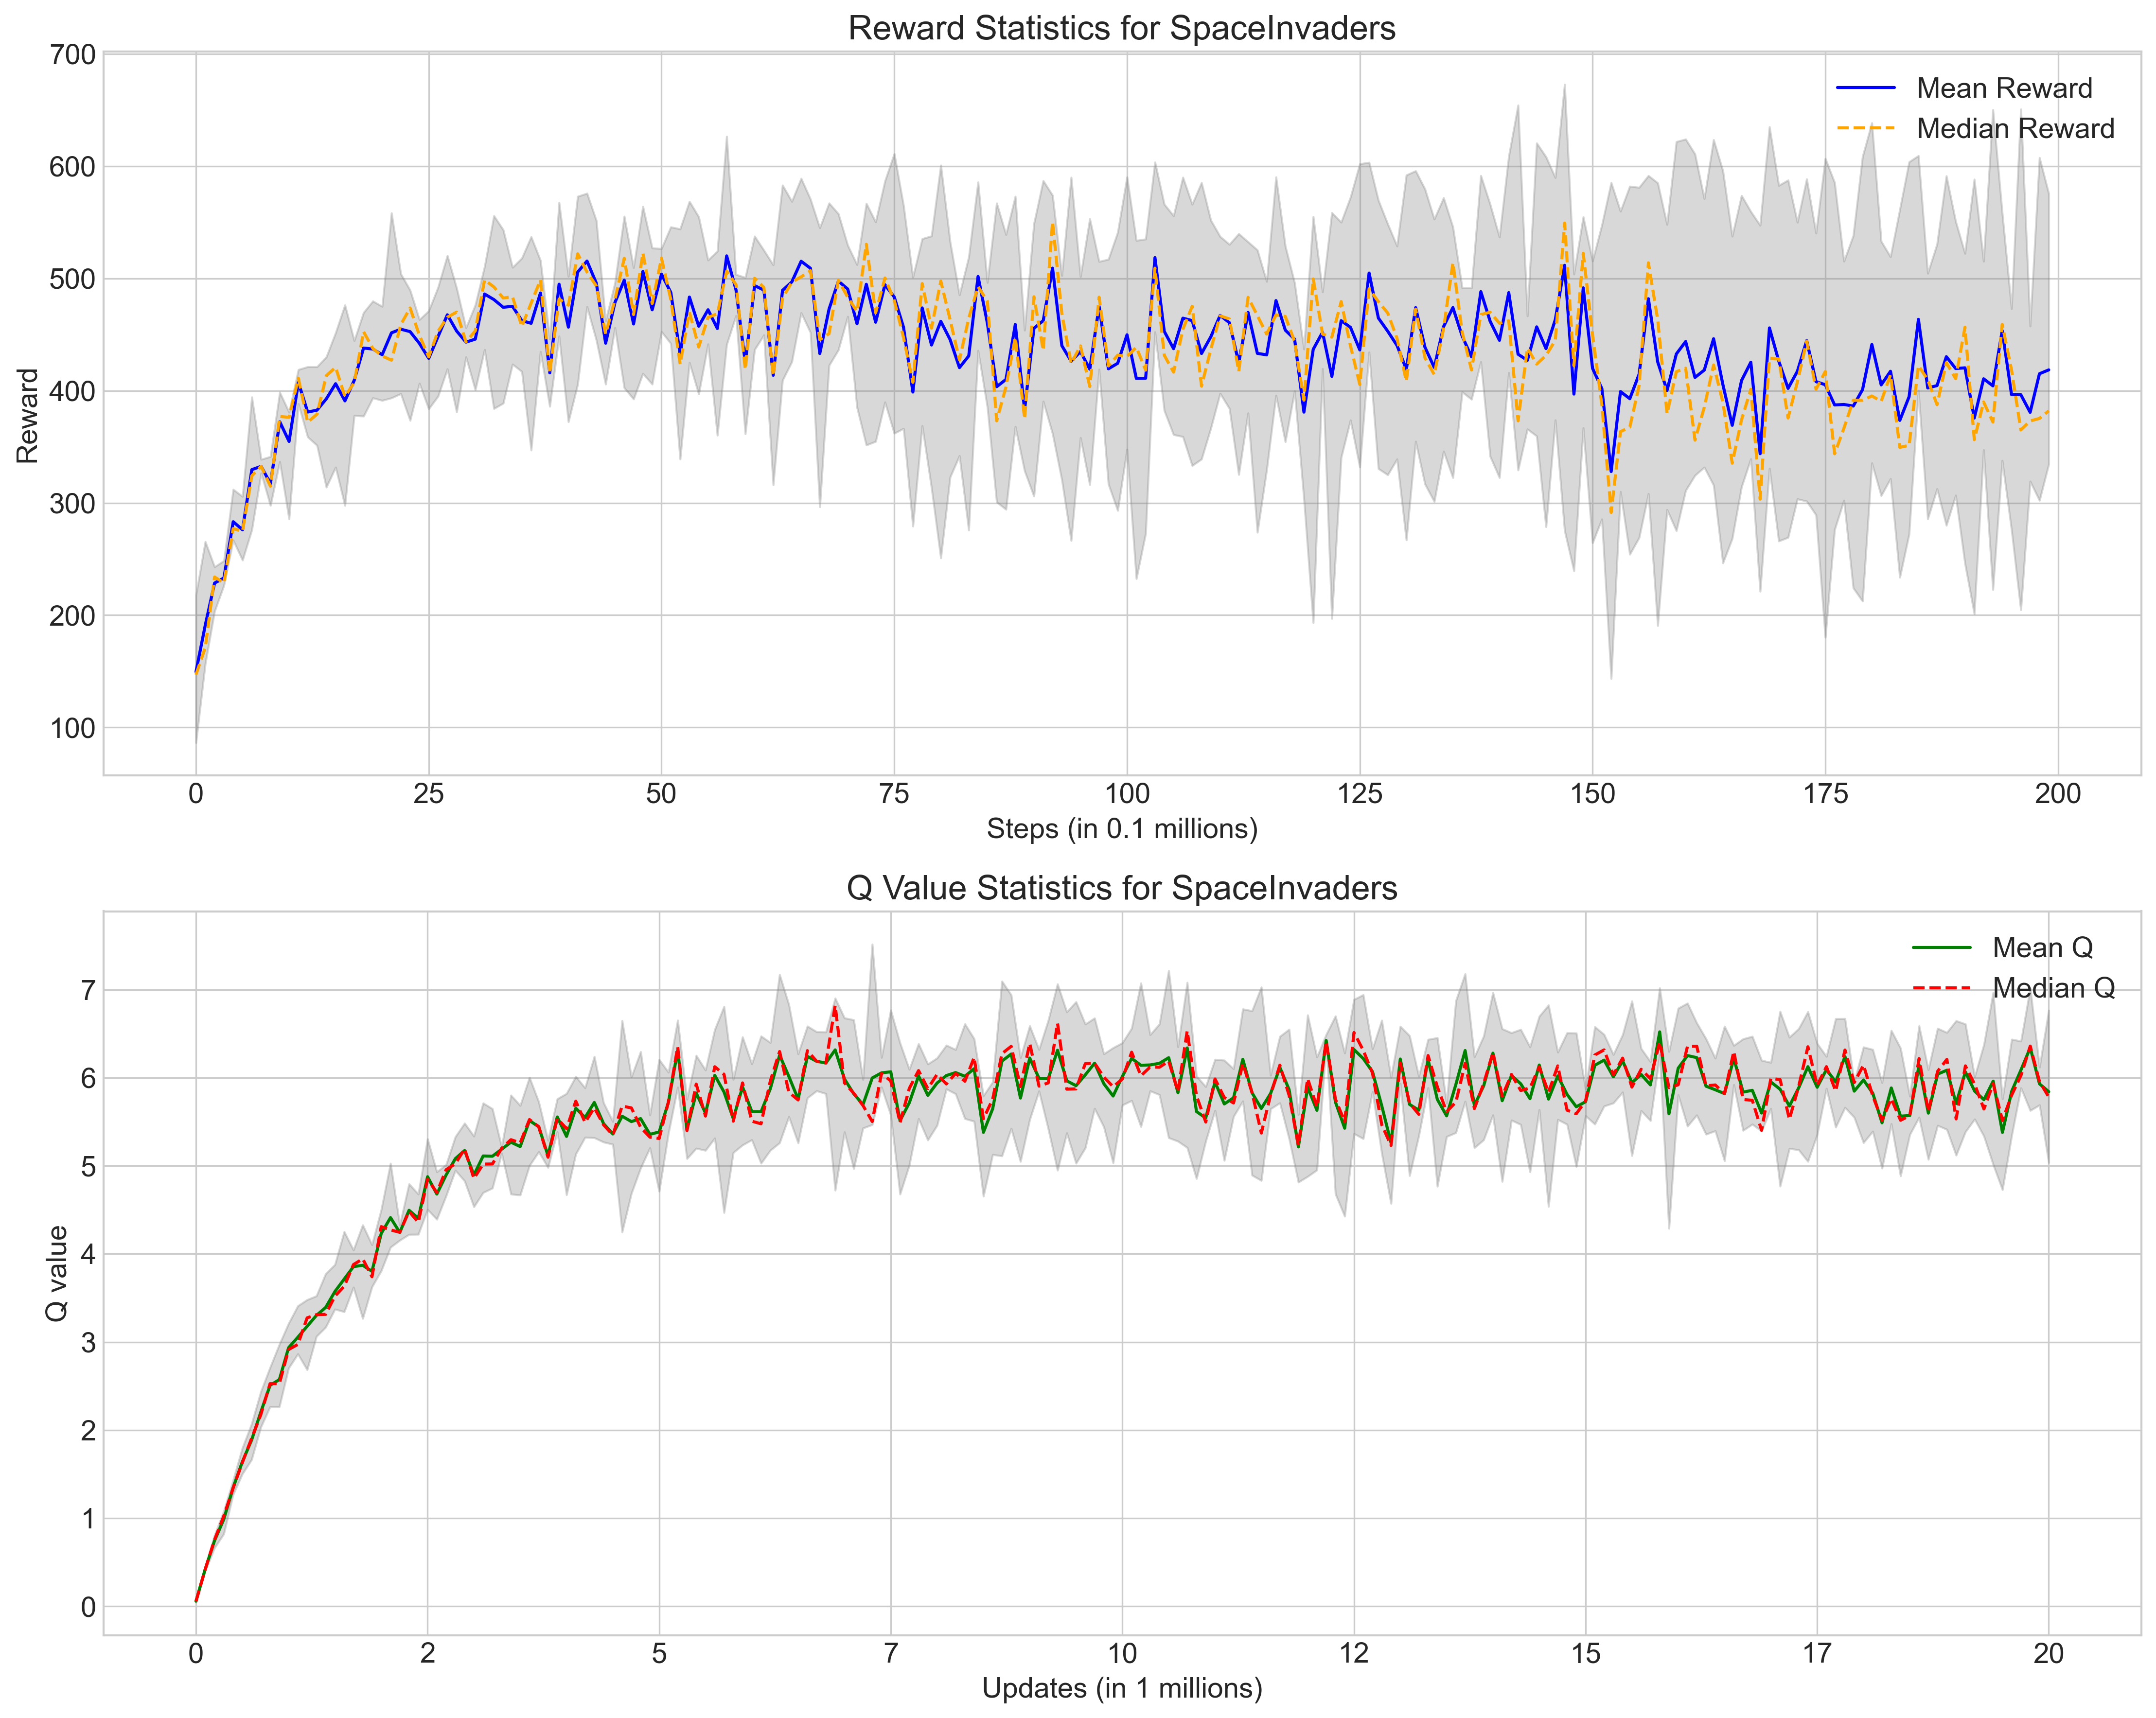 Reward Statistics for SpaceInvaders
700
600
500
400
300
200
100
Reward
Mean Reward
Median Reward
0 25 50 75 100 125 150 175 200
Steps (in 0.1 millions)
Q Value Statistics for SpaceInvaders
7
6
5
4
3
2
1
0
Q value
Mean Q
Median Q
0 2 5 7 10 12 15 17 20
Updates (in 1 millions)